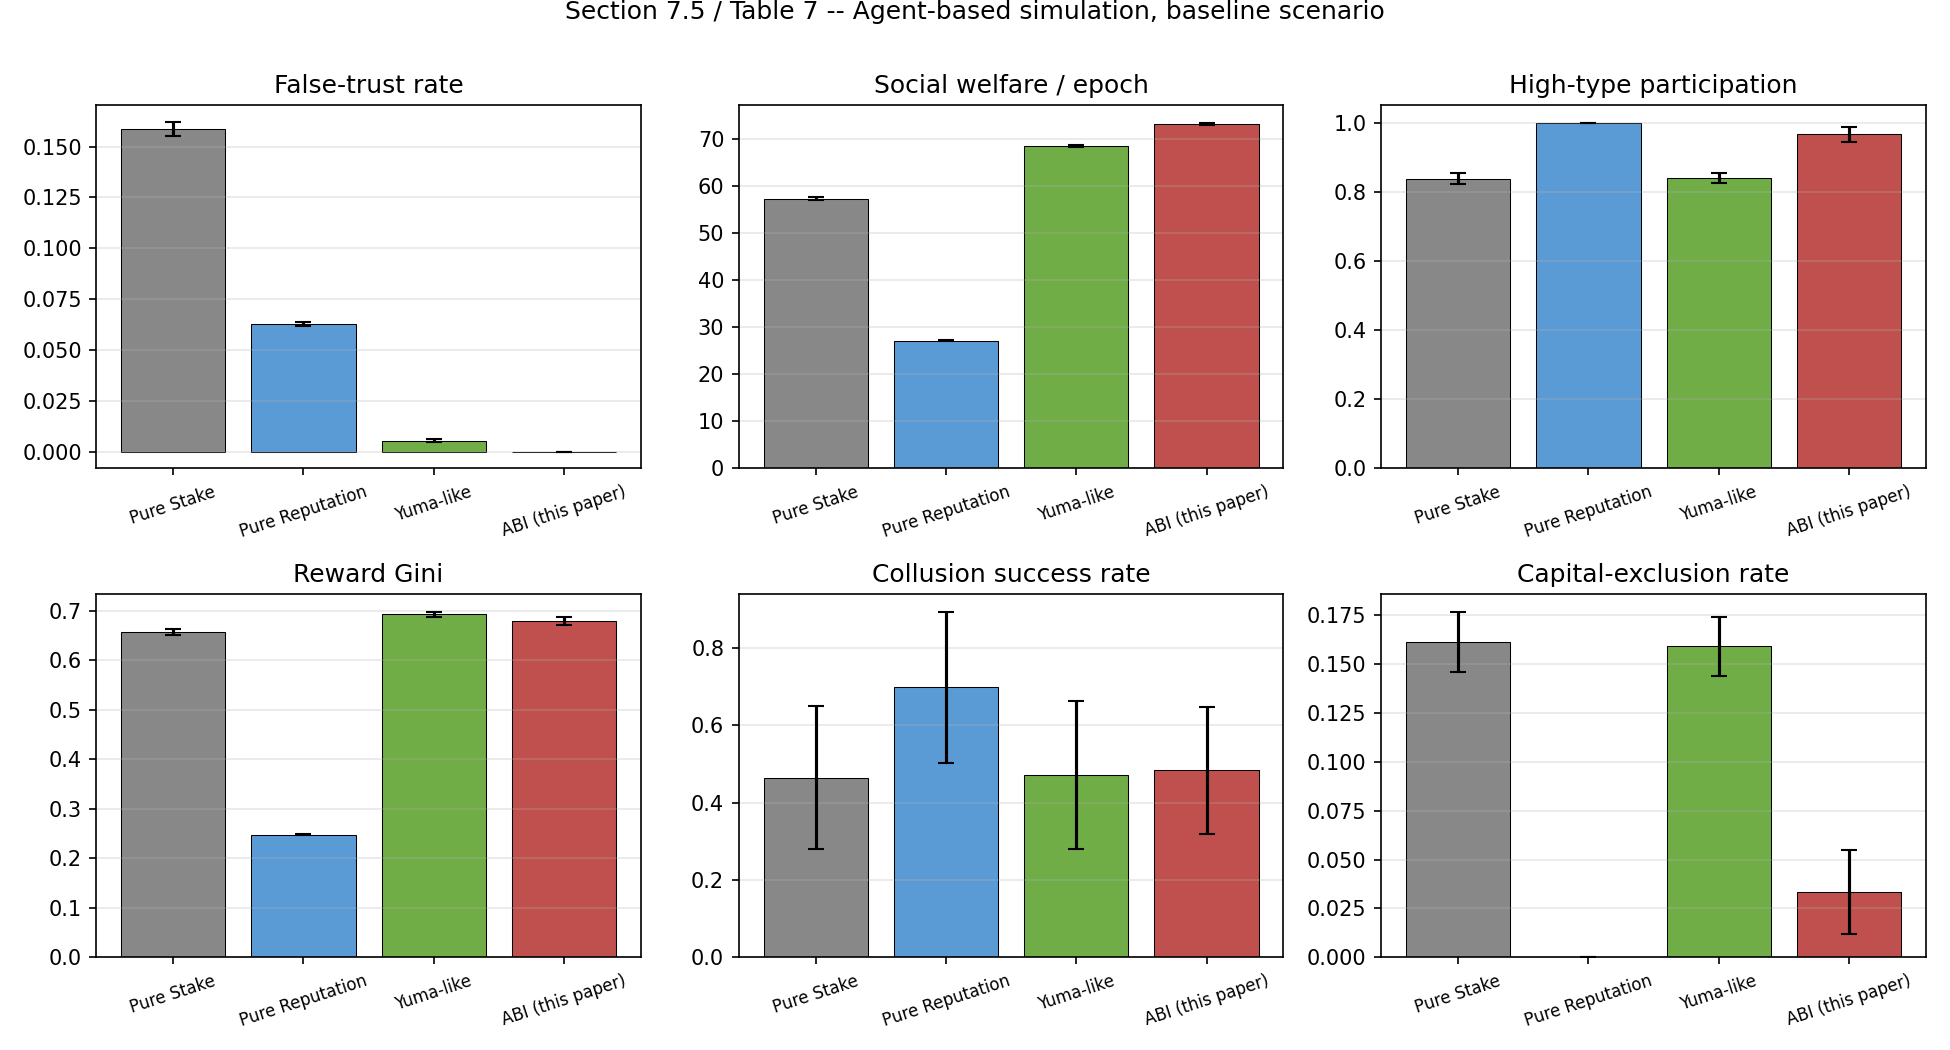 Section 7.5 / Table 7 -- Agent-based simulation, baseline scenario
False-trust rate
0.150
0.125
0.100
0.075
0.050
0.025
0.000
Pure Stake
Pure Reputation
Yuma-like
ABI (this paper)
Social welfare / epoch
70
60
50
40
30
20
10
0
Pure Stake
Pure Reputation
Yuma-like
ABI (this paper)
High-type participation
1.0
0.8
0.6
0.4
0.2
0.0
Pure Stake
Pure Reputation
Yuma-like
ABI (this paper)
Reward Gini
0.7
0.6
0.5
0.4
0.3
0.2
0.1
0.0
Pure Stake
Pure Reputation
Yuma-like
ABI (this paper)
Collusion success rate
0.8
0.6
0.4
0.2
0.0
Pure Stake
Pure Reputation
Yuma-like
ABI (this paper)
Capital-exclusion rate
0.175
0.150
0.125
0.100
0.075
0.050
0.025
0.000
Pure Stake
Pure Reputation
Yuma-like
ABI (this paper)